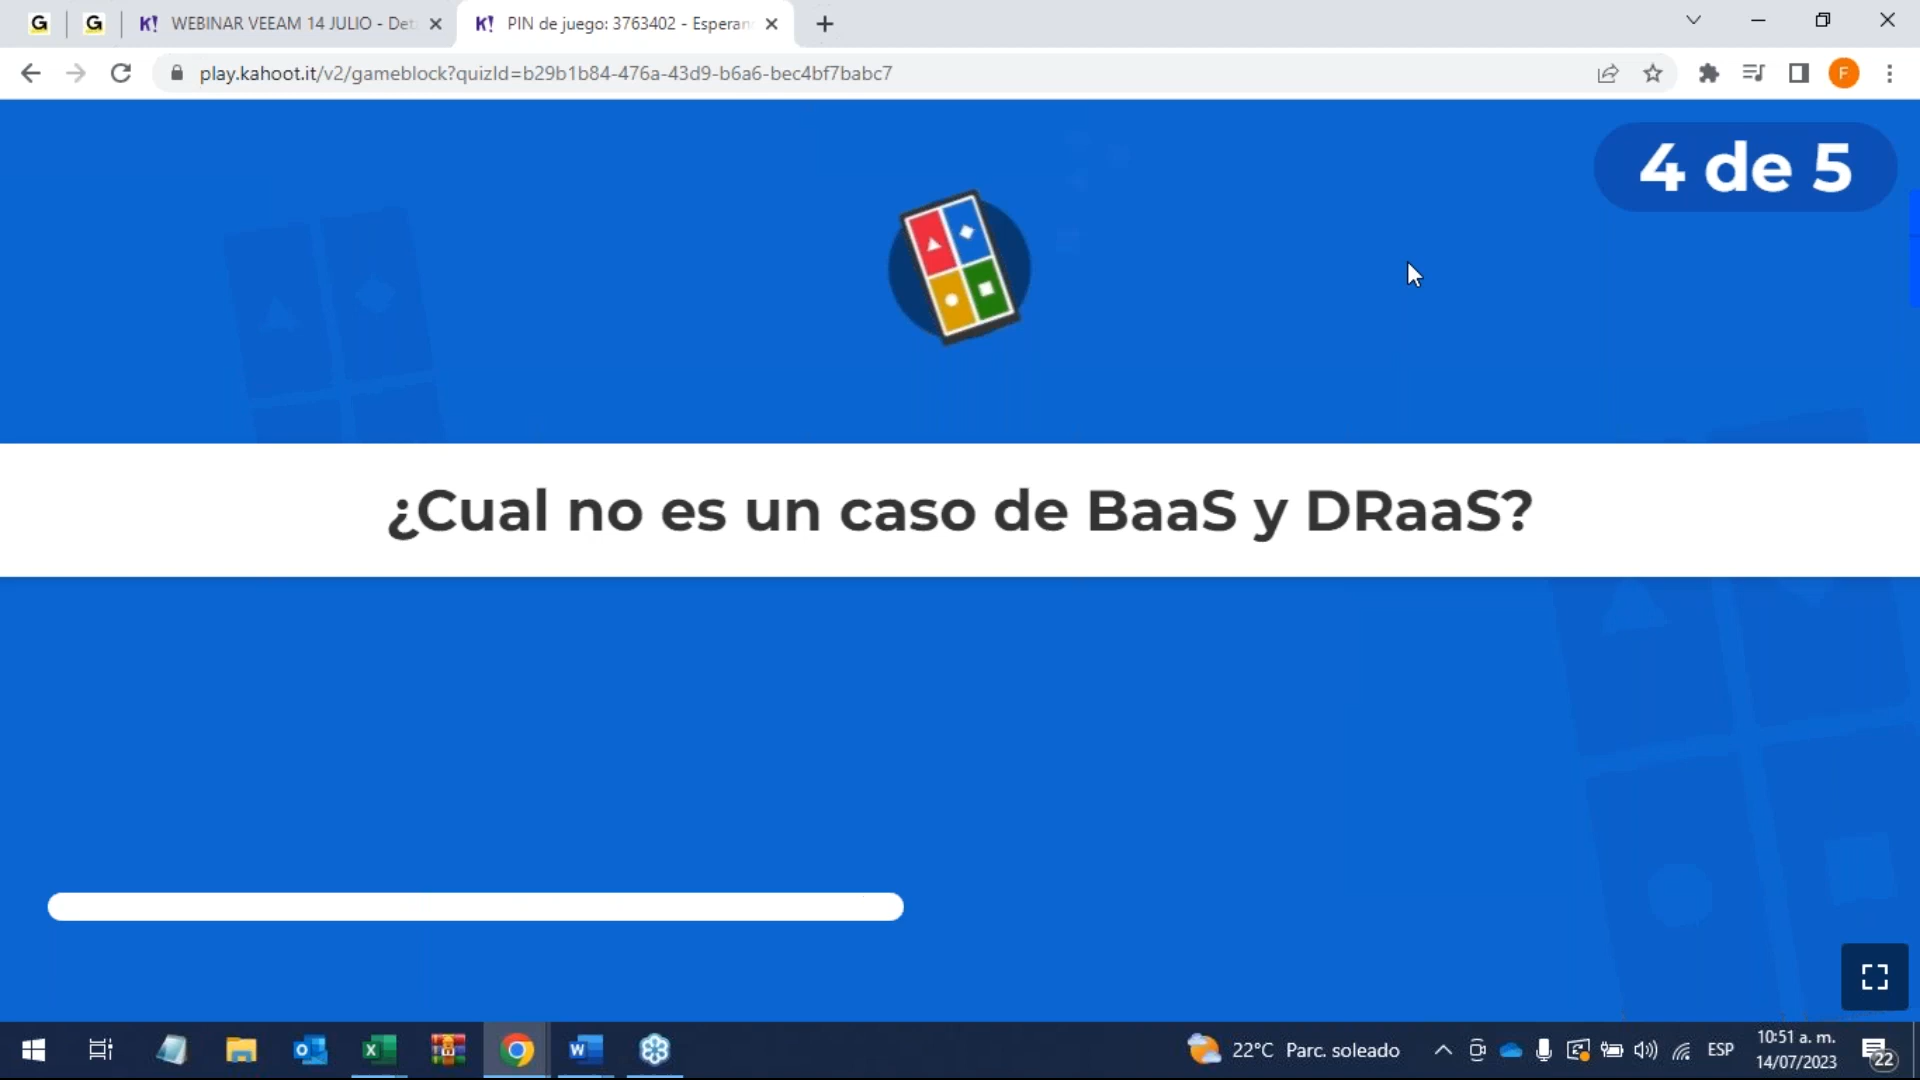 G
G
K! WEBINAR VEEAM 14 JULIO - Det
K! PIN de juego: 3763402 - Esperan
play.kahoot.it/v2/gameblock?quizId=b29b1b84-476a-43d9-b6a6-bec4bf7babc7
F
4 de 5
¿Cual no es un caso de BaaS y DRaaS?
22°C Parc. soleado
ESP
10:51 a. m.
14/07/2023
22